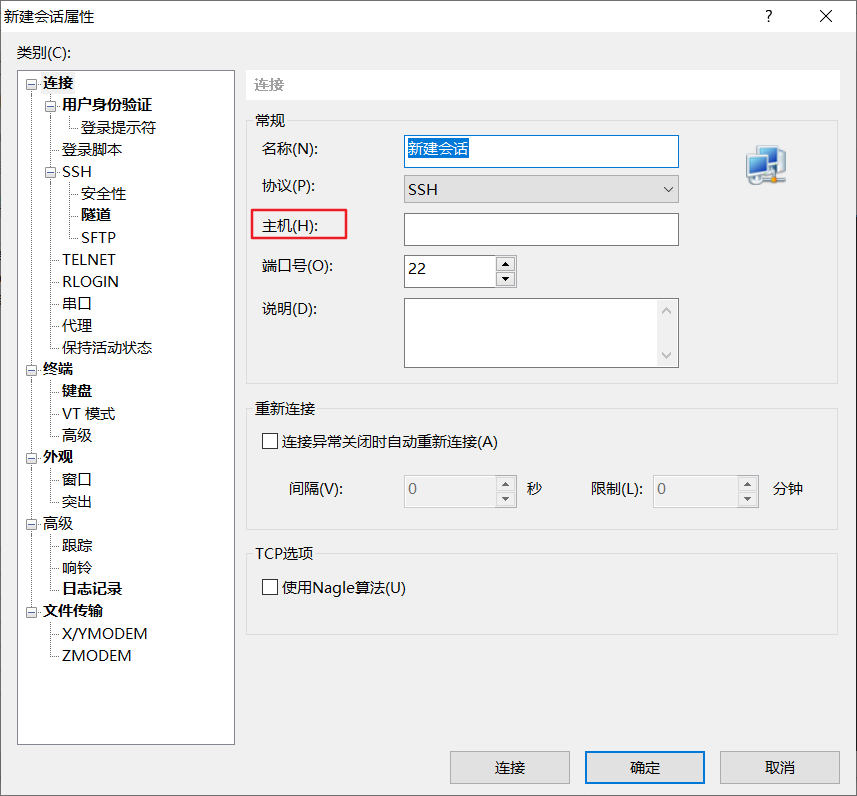 新建会话属性
?
类别(C):
连接
用户身份验证
登录提示符
登录脚本
SSH
安全性
隧道
SFTP
TELNET
RLOGIN
串口
代理
保持活动状态
终端
键盘
VT 模式
高级
外观
窗口
突出
高级
跟踪
响铃
日志记录
文件传输
X/YMODEM
ZMODEM
连接
常规
名称(N):
新建会话
协议(P):
SSH
主机(H):
端口号(O):
22
说明(D):
重新连接
连接异常关闭时自动重新连接(A)
间隔(V):
0
秒
限制(L):
0
分钟
TCP选项
使用Nagle算法(U)
连接
确定
取消